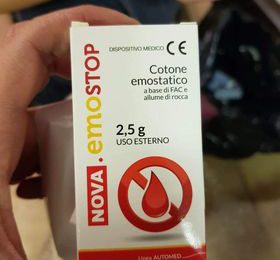 NOVA.emoSTOP
DISPOSITIVO MEDICO CE
Cotone
emostatico
a base di FAC e
allume di rocca
2,5 g
USO ESTERNO
Linea AUTOMED